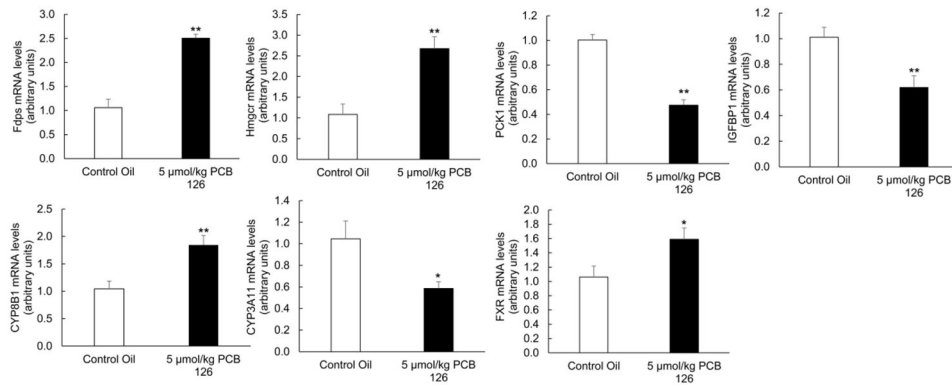 Fdps mRNA levels
(arbitrary units)
3.0
2.5
2.0
1.5
1.0
0.5
0.0
**
Control Oil
5 µmol/kg PCB
126
Hmgcr mRNA levels
(arbitrary units)
3.5
3.0
2.5
2.0
1.5
1.0
0.5
0.0
**
Control Oil
5 µmol/kg PCB
126
PCK1 mRNA levels
(arbitrary units)
1.2
1.0
0.8
0.6
0.4
0.2
0.0
**
Control Oil
5 µmol/kg PCB
126
IGFBP1 mRNA levels
(arbitrary units)
1.2
1.0
0.8
0.6
0.4
0.2
0.0
**
Control Oil
5 µmol/kg PCB
126
CYP8B1 mRNA levels
(arbitrary units)
2.5
2.0
1.5
1.0
0.5
0.0
**
Control Oil
5 µmol/kg PCB
126
CYP3A11 mRNA levels
(arbitrary units)
1.4
1.2
1.0
0.8
0.6
0.4
0.2
0.0
*
Control Oil
5 µmol/kg PCB
126
FXR mRNA levels
(arbitrary units)
2.0
1.8
1.6
1.4
1.2
1.0
0.8
0.6
0.4
0.2
0.0
*
Control Oil
5 µmol/kg PCB
126